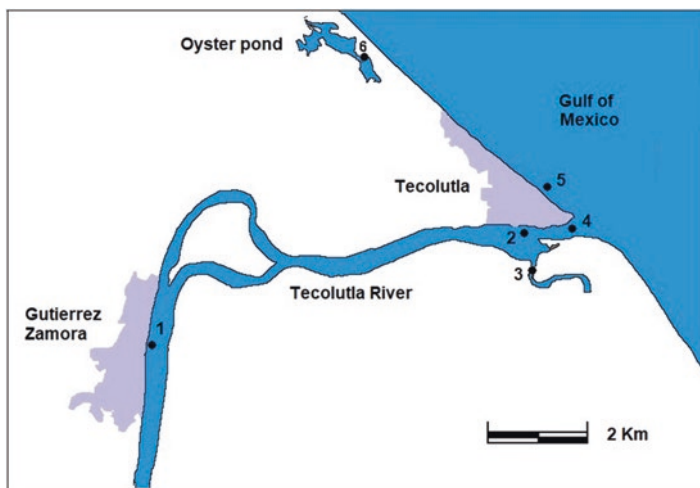 Oyster pond
6
Gulf of
Mexico
Tecolutla
5
4
2
3
Tecolutla River
Gutierrez
Zamora
1
2 Km